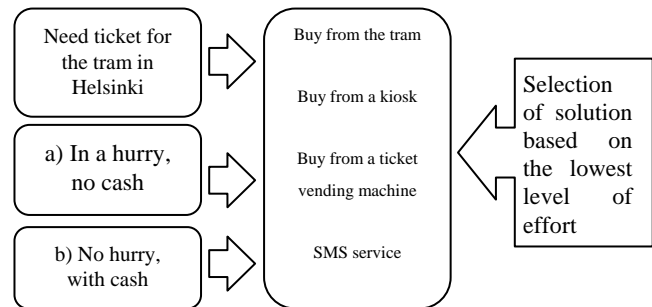 Need ticket for
the tram in
Helsinki
a) In a hurry,
no cash
b) No hurry,
with cash
Buy from the tram
Buy from a kiosk
Buy from a ticket
vending machine
SMS service
Selection
of solution
based on
the lowest
level of
effort